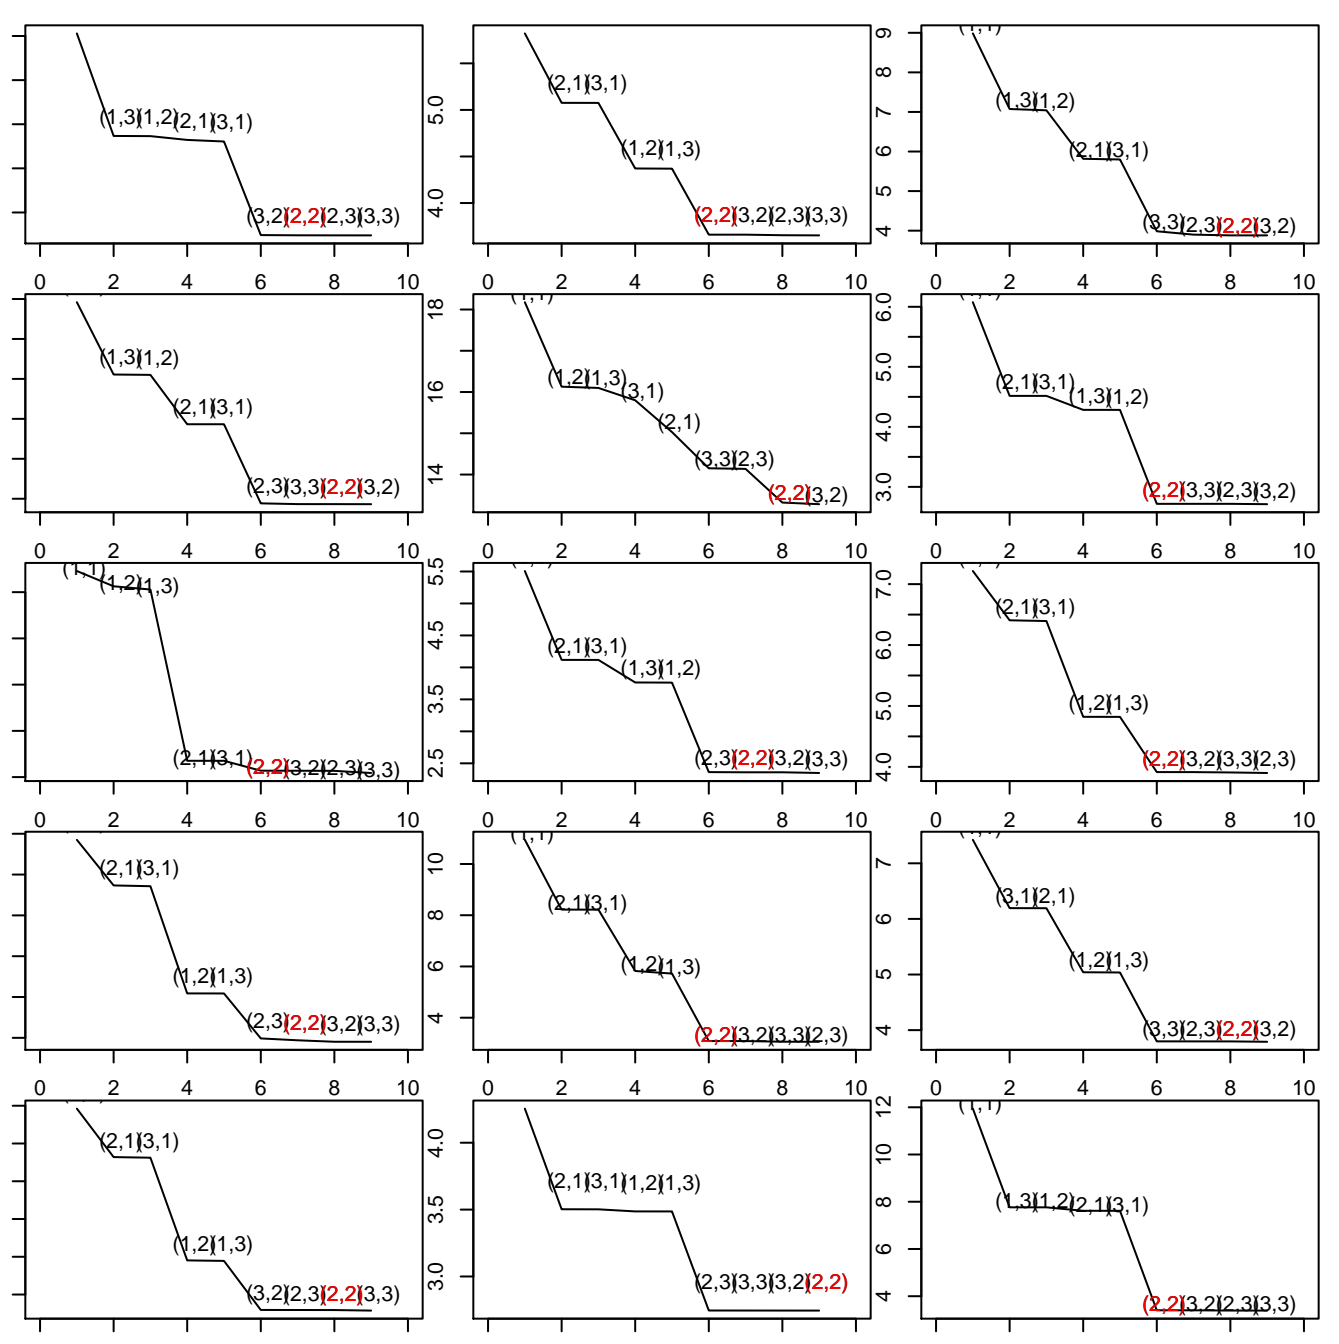 (1,3) (1,2) (2,1) (3,1)
(3,2) (2,2) (2,3) (3,3)
5.0
4.0
(2,1) (3,1)
(1,2) (1,3)
(2,2) (3,2) (2,3) (3,3)
9
8
7
6
5
4
(1,1)
(1,3) (1,2)
(2,1) (3,1)
(3,3) (2,3) (2,2) (3,2)
0 2 4 6 8 10
0 2 4 6 8 10
0 2 4 6 8 10
(1,3) (1,2)
(2,1) (3,1)
(2,3) (3,3) (2,2) (3,2)
18
16
14
(1,1)
(1,2) (1,3)
(3,1)
(2,1)
(3,3) (2,3)
(2,2) (3,2)
6.0
5.0
4.0
3.0
(2,1) (3,1)
(1,3) (1,2)
(2,2) (3,3) (2,3) (3,2)
0 2 4 6 8 10
0 2 4 6 8 10
0 2 4 6 8 10
(1,1)
(1,2) (1,3)
(2,1) (3,1)
(2,2) (3,2) (2,3) (3,3)
5.5
4.5
3.5
2.5
(2,1) (3,1)
(1,3) (1,2)
(2,3) (2,2) (3,2) (3,3)
7.0
6.0
5.0
4.0
(2,1) (3,1)
(1,2) (1,3)
(2,2) (3,2) (3,3) (2,3)
0 2 4 6 8 10
0 2 4 6 8 10
0 2 4 6 8 10
(2,1) (3,1)
(1,2) (1,3)
(2,3) (2,2) (3,2) (3,3)
10
8
6
4
(1,1)
(2,1) (3,1)
(1,2) (1,3)
(2,2) (3,2) (3,3) (2,3)
7
6
5
4
(3,1) (2,1)
(1,2) (1,3)
(3,3) (2,3) (2,2) (3,2)
0 2 4 6 8 10
0 2 4 6 8 10
0 2 4 6 8 10
(2,1) (3,1)
(1,2) (1,3)
(3,2) (2,3) (2,2) (3,3)
4.0
3.5
3.0
(2,1) (3,1) (1,2) (1,3)
(2,3) (3,3) (3,2) (2,2)
12
10
8
6
4
(1,1)
(1,3) (1,2) (2,1) (3,1)
(2,2) (3,2) (2,3) (3,3)